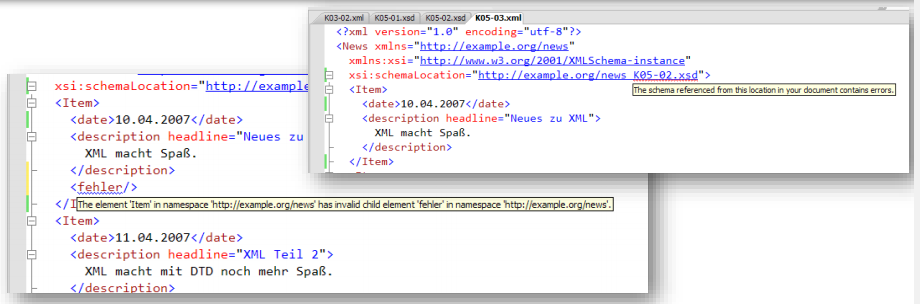 K03-02.xml K05-01.xsd K05-02.xsd K05-03.xml
<?xml version="1.0" encoding="utf-8"?>
<News xmlns="http://example.org/news"
xmlns:xsi="http://www.w3.org/2001/XMLSchema-instance"
xsi:schemaLocation="http://example.org/news K05-02.xsd">
<Item>
The schema referenced from this location in your document contains errors.
<date>10.04.2007</date>
<description headline="Neues zu XML">
XML macht Spaß.
</description>
</Item>
xsi:schemaLocation="http://example
<Item>
<date>10.04.2007</date>
<description headline="Neues zu
XML macht Spaß.
</description>
<fehler/>
</I
The element 'Item' in namespace 'http://example.org/news' has invalid child element 'fehler' in namespace 'http://example.org/news'.
<Item>
<date>11.04.2007</date>
<description headline="XML Teil 2">
XML macht mit DTD noch mehr Spaß.
</description>